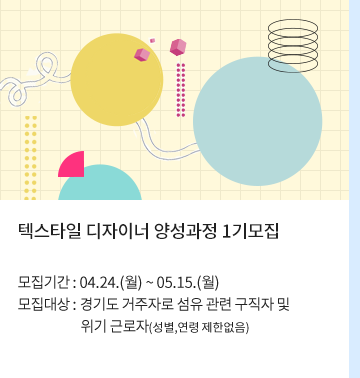 텍스타일 디자이너 양성과정 1기모집
모집기간 : 04.24.(월) ~ 05.15.(월)
모집대상 : 경기도 거주자로 섬유 관련 구직자 및
위기 근로자(성별,연령 제한없음)